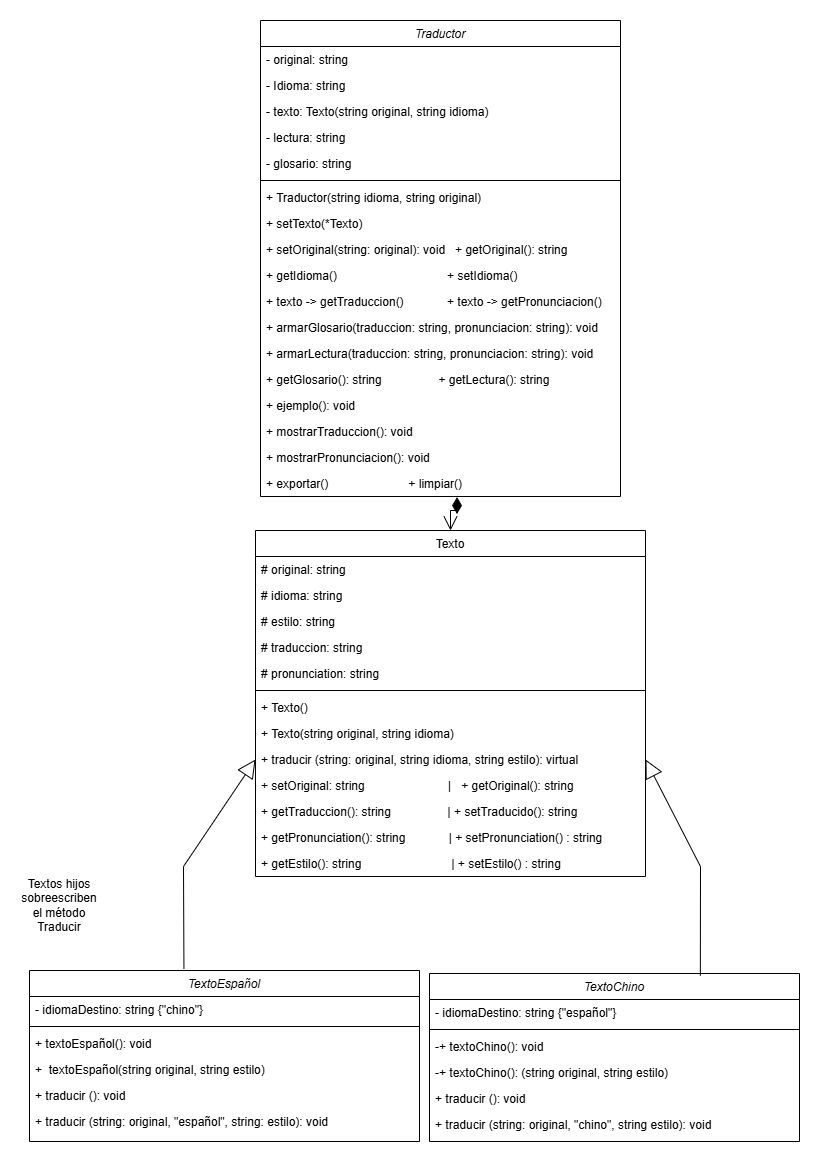 Traductor
- original: string
- Idioma: string
- texto: Texto(string original, string idioma)
- lectura: string
- glosario: string
+ Traductor(string idioma, string original)
+ setTexto(*Texto)
+ setOriginal(string: original): void + getOriginal(): string
+ getIdioma() + setIdioma()
+ texto -> getTraduccion() + texto -> getPronunciacion()
+ armarGlosario(traduccion: string, pronunciacion: string): void
+ armarLectura(traduccion: string, pronunciacion: string): void
+ getGlosario(): string + getLectura(): string
+ ejemplo(): void
+ mostrarTraduccion(): void
+ mostrarPronunciacion(): void
+ exportar() + limpiar()
Texto
# original: string
# idioma: string
# estilo: string
# traduccion: string
# pronunciation: string
+ Texto()
+ Texto(string original, string idioma)
+ traducir (string: original, string idioma, string estilo): virtual
+ setOriginal: string | + getOriginal(): string
+ getTraduccion(): string | + setTraducido(): string
+ getPronunciation(): string | + setPronunciation() : string
+ getEstilo(): string | + setEstilo() : string
Textos hijos
sobreescriben
el método
Traducir
TextoEspañol
- idiomaDestino: string {"chino"}
+ textoEspañol(): void
+ textoEspañol(string original, string estilo)
+ traducir (): void
+ traducir (string: original, "español", string: estilo): void
TextoChino
- idiomaDestino: string {"español"}
-+ textoChino(): void
-+ textoChino(): (string original, string estilo)
+ traducir (): void
+ traducir (string: original, "chino", string estilo): void